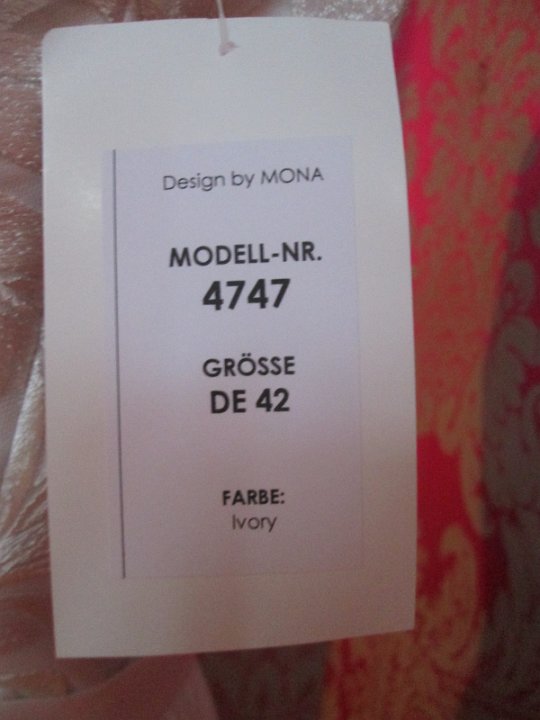 Design by MONA
MODELL-NR.
4747
GRÖSSE
DE 42
FARBE:
Ivory